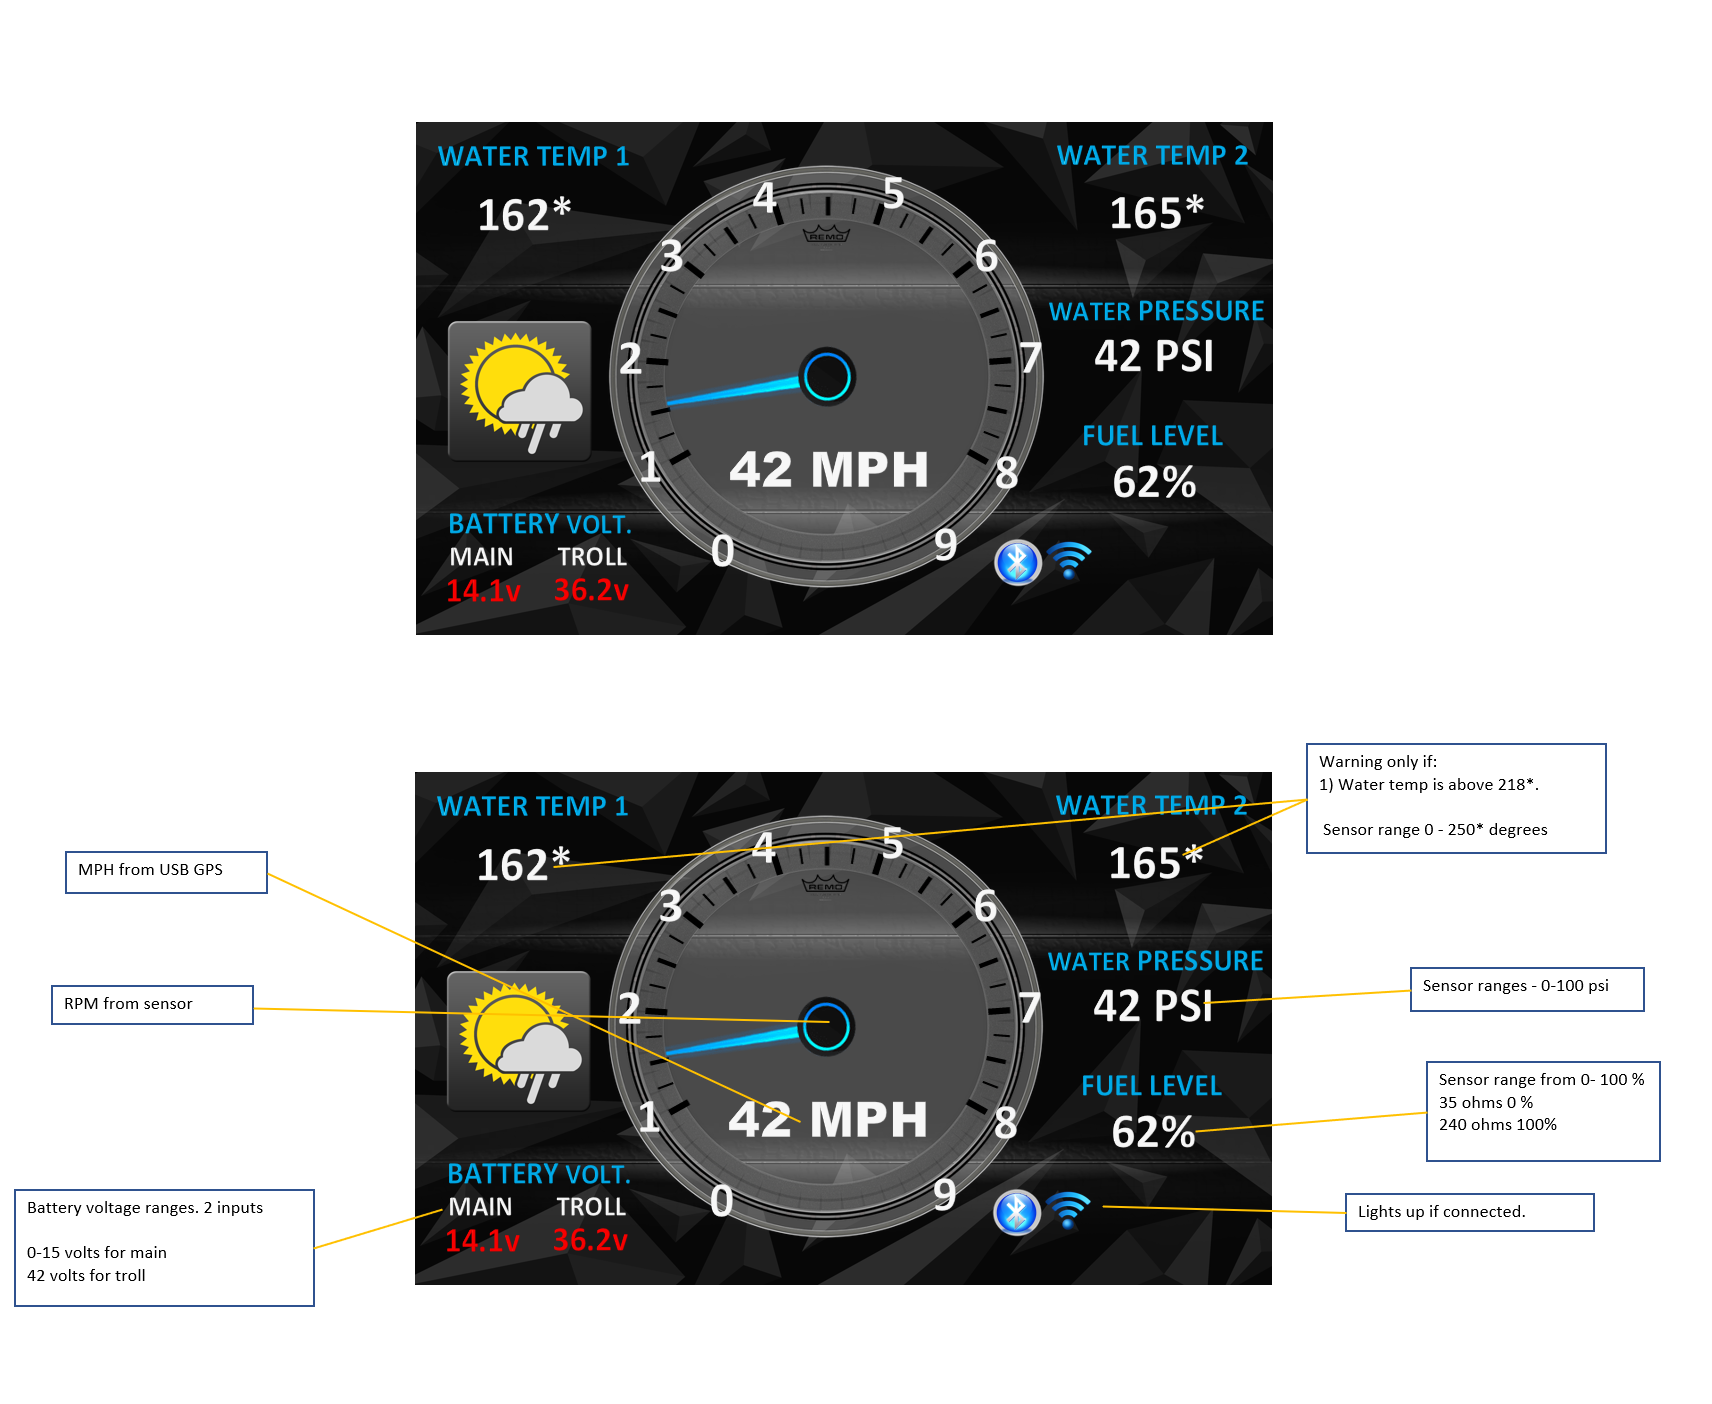 WATER TEMP 1
WATER TEMP 2
162*
165*
4
5
3
6
REMO
WATER PRESSURE
2
7
42 PSI
FUEL LEVEL
1
42 MPH
8
62%
BATTERY VOLT.
MAIN TROLL
0
9
14.1v 36.2v
Warning only if:
1) Water temp is above 218*.
Sensor range 0 - 250* degrees
WATER TEMP 1
WATER TEMP 2
162*
165*
4
5
MPH from USB GPS
3
6
REMO
WATER PRESSURE
RPM from sensor
2
7
42 PSI
Sensor ranges - 0-100 psi
FUEL LEVEL
Sensor range from 0- 100 %
35 ohms 0 %
240 ohms 100%
1
42 MPH
8
62%
BATTERY VOLT.
MAIN TROLL
0
9
14.1v 36.2v
Battery voltage ranges. 2 inputs
0-15 volts for main
42 volts for troll
Lights up if connected.